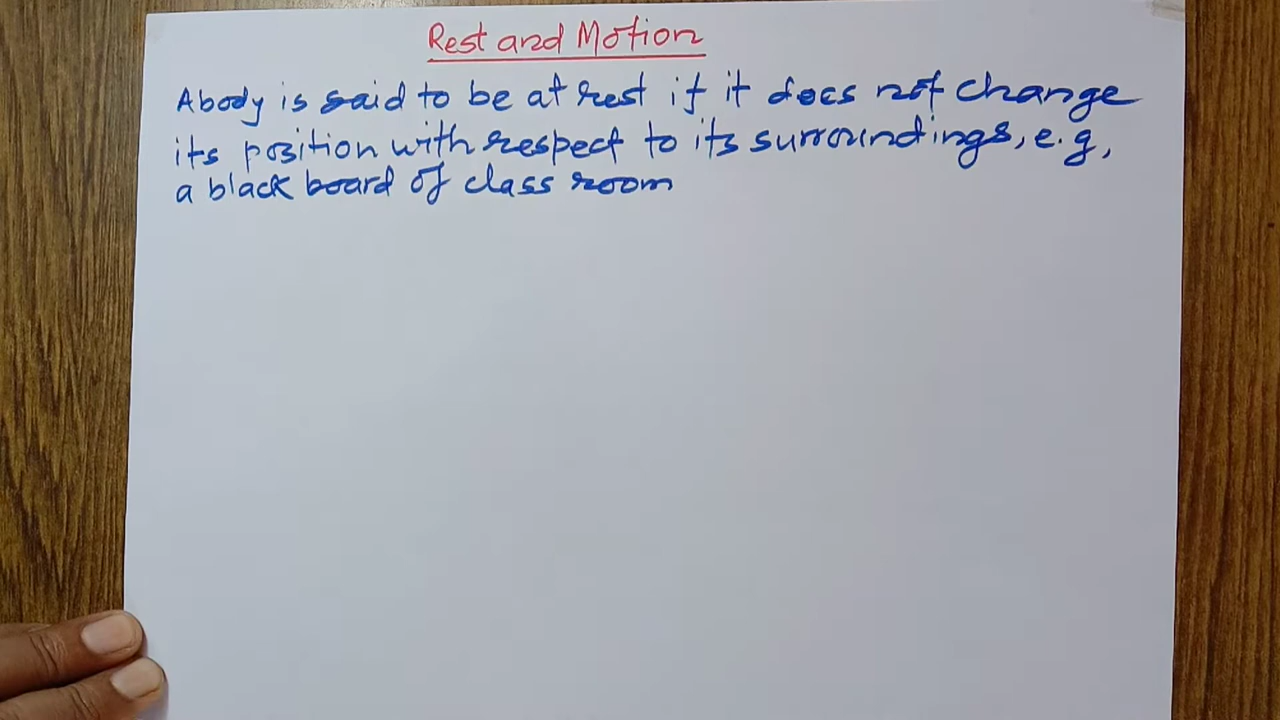 Rest and Motion
A body is said to be at rest if it does not change
its position with respect to its surroundings, e.g,
a black board of class room